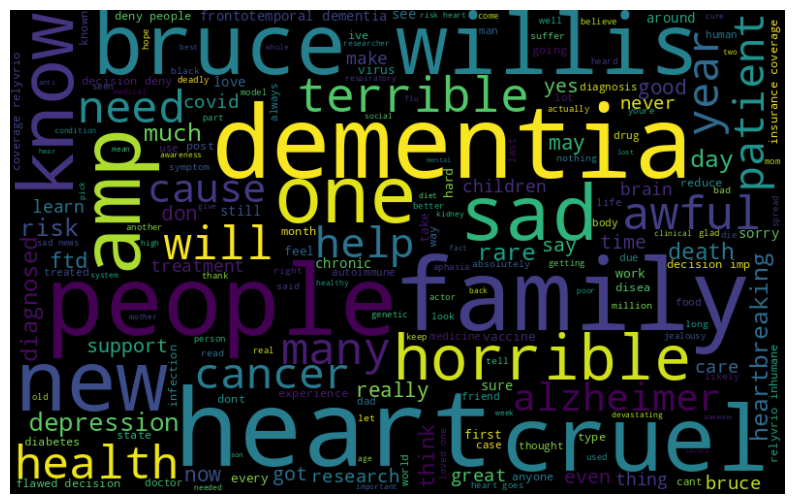 deny people
frontotemporal dementia
see
risk heart
come
well
believe
cure
known
hope
bruce willis
ive
man
around
human
two
know
best
whole
researcher
make
suffer
going
heard
insurance coverage
decision deny
black
deadly
love
virus
seen
medical
model
respiratory
terrible
yes
diagnosis
good
year
patient
need
covid
always
flu
lot
never
ants
part
social
actually
youre
coverage relyvrio
condition
much
use
post
dementia
may
drug
day
hear
mean
awareness
symptom
mental
nothing
lost
mom
amp
cause
one
last
children
brain
reduce
bad
spread
pick
don
give
hard
diet
better
sad
life
awful
learn
another
still
month
take
kidney
way
body
clinical
glad
die
sorry
risk
will
help
fact
rare
say
time
death
sad news
high
feel
chronic
ftd
treated
treatment
right
autoimmune
aphasia
absolutely
getting
due
work
decision imp
diagnosed
system
thank
said
healthy
actor
back
poor
disea
people
family
mother
genetic
look
million
food
long
heartbreaking
support
person
many
keep
medicine
vaccine
horrible
jealousy
care
relyvrio inhumane
new
infection
read
real
tell
likely
cancer
really
sure
alzheimer
old
dont
experience
dad
friend
depression
heart
let
week
devastating
someone
cruel
state
son
age
think
first
thought
type
diabetes
case
used
severe
health
now
every
got
research
world
great
anyone
even
thing
bruce
flawed decision
doctor
needed
important
loved one
heart goes
cant